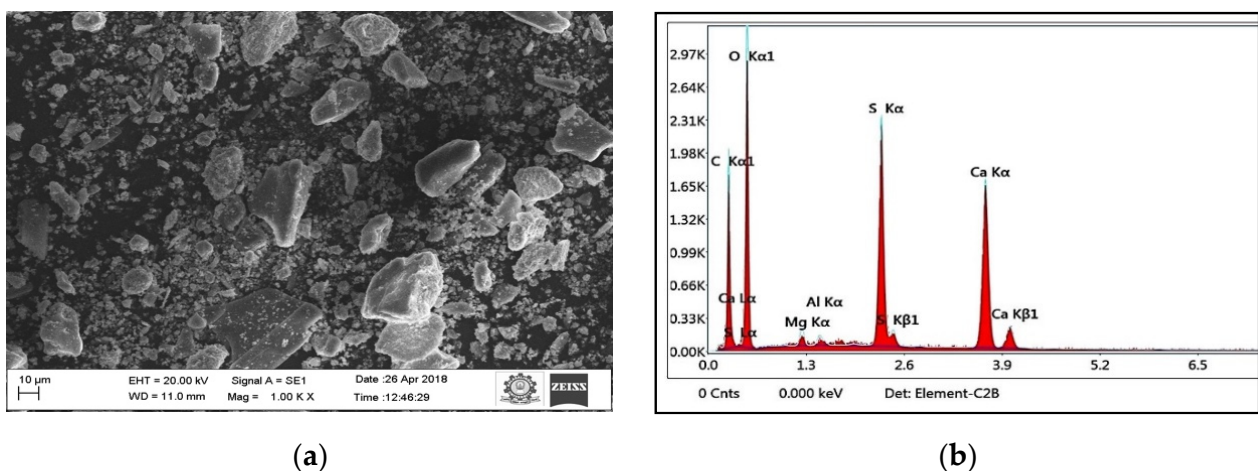 10 μm
EHT = 20.00 kV
WD = 11.0 mm
Signal A = SE1
Mag = 1.00 K X
Date :26 Apr 2018
Time :12:46:29
ZEISS
(a)
2.97K
2.64K
2.31K
1.98K
1.65K
1.32K
0.99K
0.66K
0.33K
0.00K
O Kα1
C Kα1
S Kα
Ca Kα
Ca Lα
S Lα
Mg Kα
Al Kα
S Kβ1
Ca Kβ1
0.0
1.3
2.6
3.9
5.2
6.5
0 Cnts
0.000 keV
Det: Element-C2B
(b)